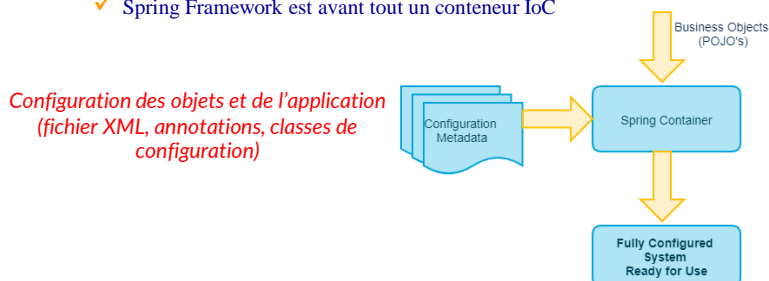 ✓ Spring Framework est avant tout un conteneur IoC
Business Objects
(POJO's)
Configuration des objets et de l'application
(fichier XML, annotations, classes de
configuration)
Configuration
Metadata
Spring Container
Fully Configured
System
Ready for Use